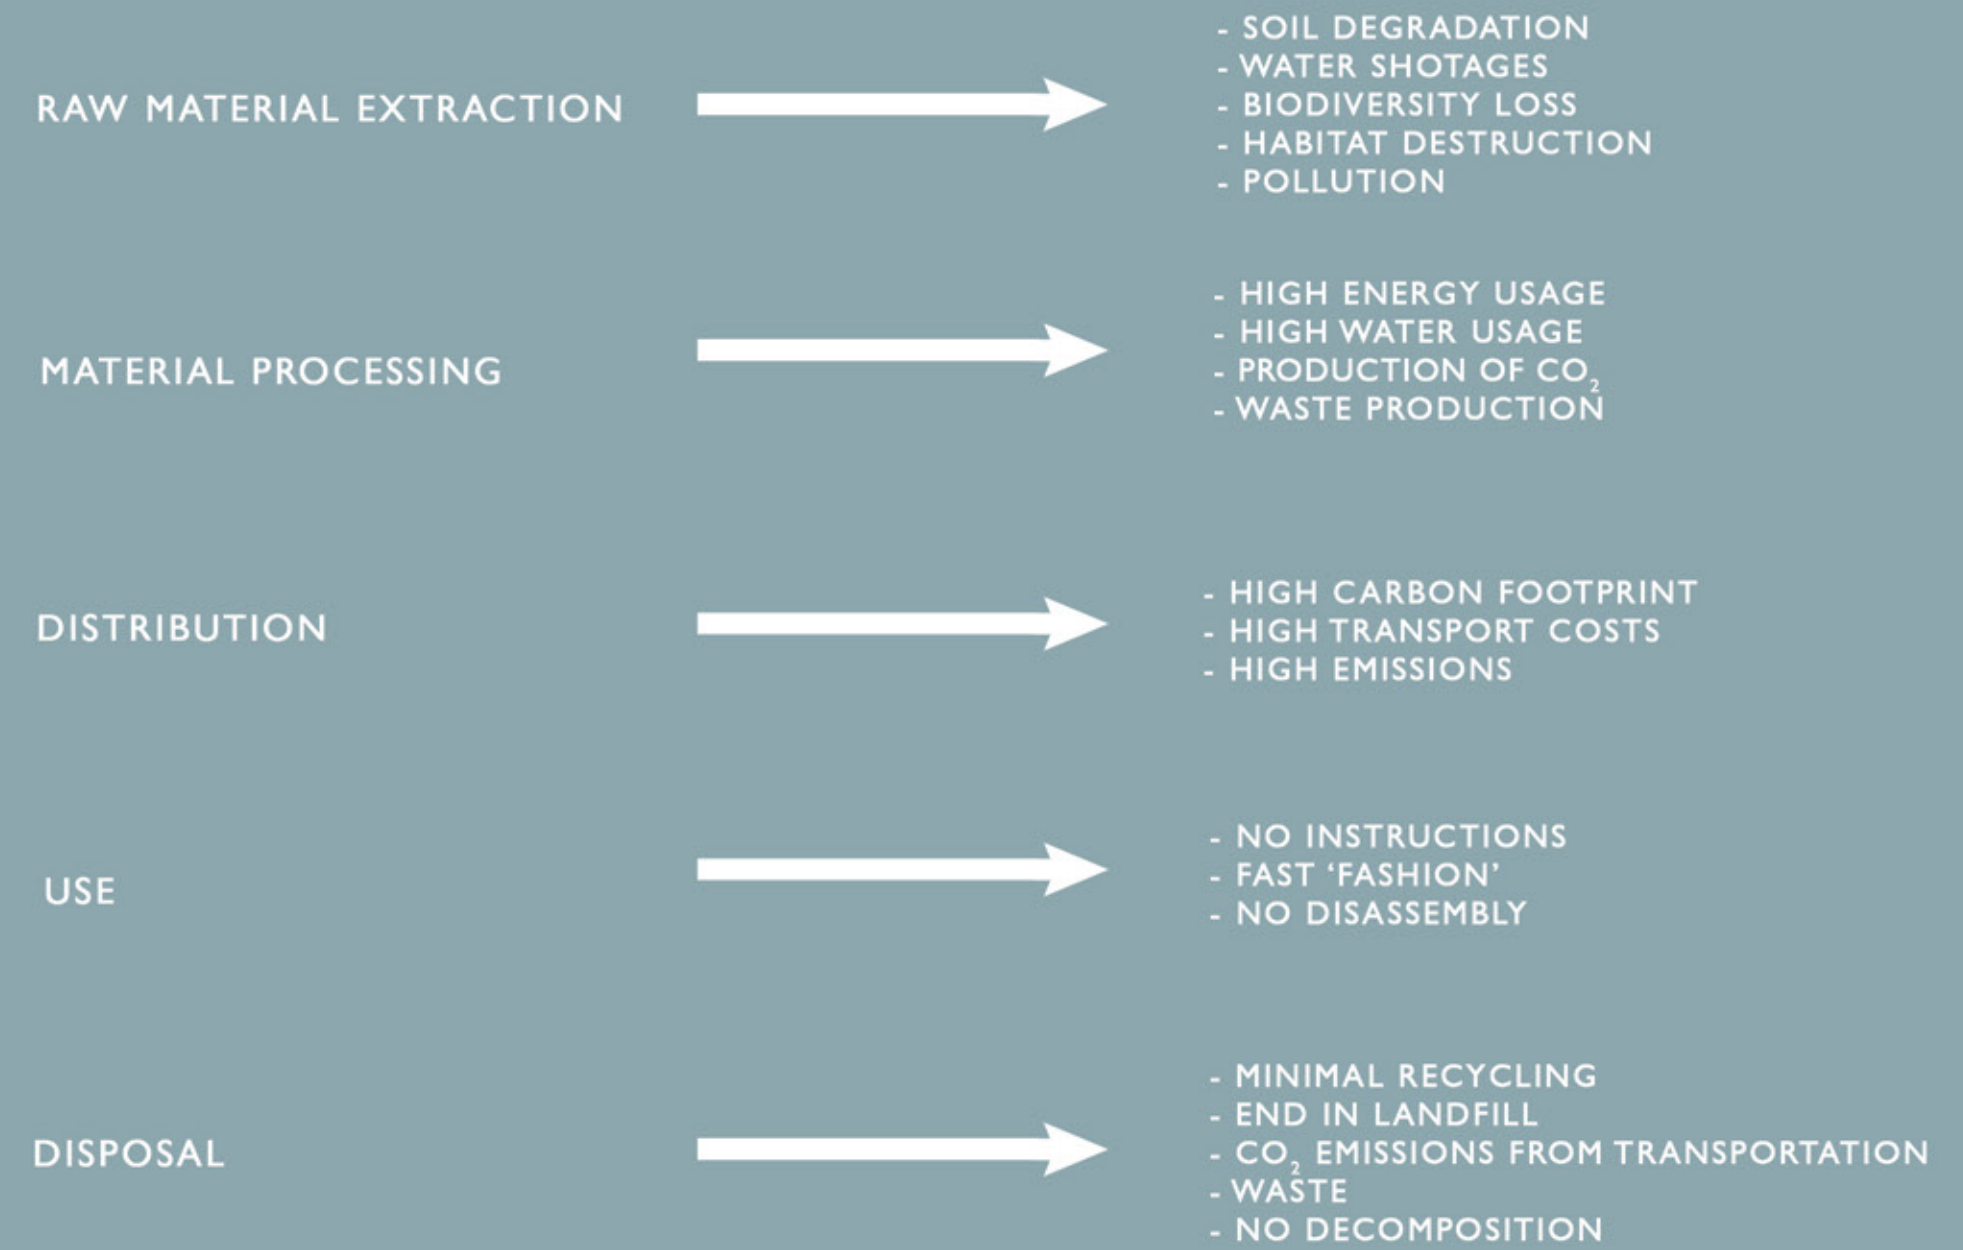 RAW MATERIAL EXTRACTION
- SOIL DEGRADATION
- WATER SHOTAGES
- BIODIVERSITY LOSS
- HABITAT DESTRUCTION
- POLLUTION
MATERIAL PROCESSING
- HIGH ENERGY USAGE
- HIGH WATER USAGE
- PRODUCTION OF CO₂
- WASTE PRODUCTION
DISTRIBUTION
- HIGH CARBON FOOTPRINT
- HIGH TRANSPORT COSTS
- HIGH EMISSIONS
USE
- NO INSTRUCTIONS
- FAST ‘FASHION’
- NO DISASSEMBLY
DISPOSAL
- MINIMAL RECYCLING
- END IN LANDFILL
- CO₂ EMISSIONS FROM TRANSPORTATION
- WASTE
- NO DECOMPOSITION